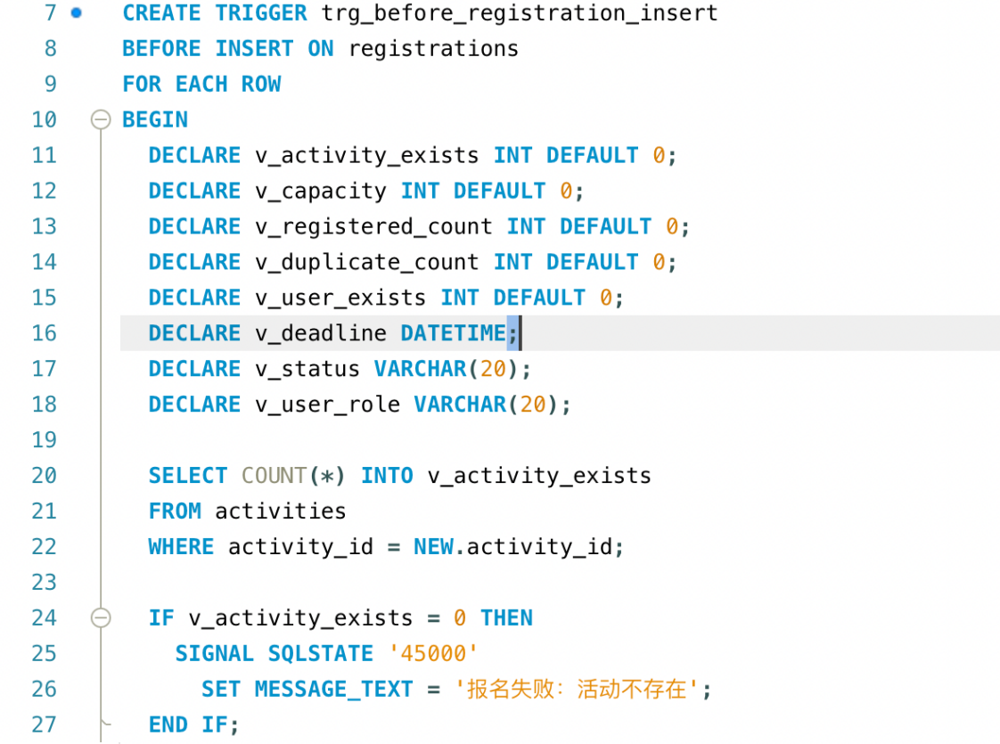 7 CREATE TRIGGER trg_before_registration_insert
8 BEFORE INSERT ON registrations
9 FOR EACH ROW
10 BEGIN
11 DECLARE v_activity_exists INT DEFAULT 0;
12 DECLARE v_capacity INT DEFAULT 0;
13 DECLARE v_registered_count INT DEFAULT 0;
14 DECLARE v_duplicate_count INT DEFAULT 0;
15 DECLARE v_user_exists INT DEFAULT 0;
16 DECLARE v_deadline DATETIME;
17 DECLARE v_status VARCHAR(20);
18 DECLARE v_user_role VARCHAR(20);
19
20 SELECT COUNT(*) INTO v_activity_exists
21 FROM activities
22 WHERE activity_id = NEW.activity_id;
23
24 IF v_activity_exists = 0 THEN
25 SIGNAL SQLSTATE '45000'
26 SET MESSAGE_TEXT = '报名失败：活动不存在';
27 END IF;